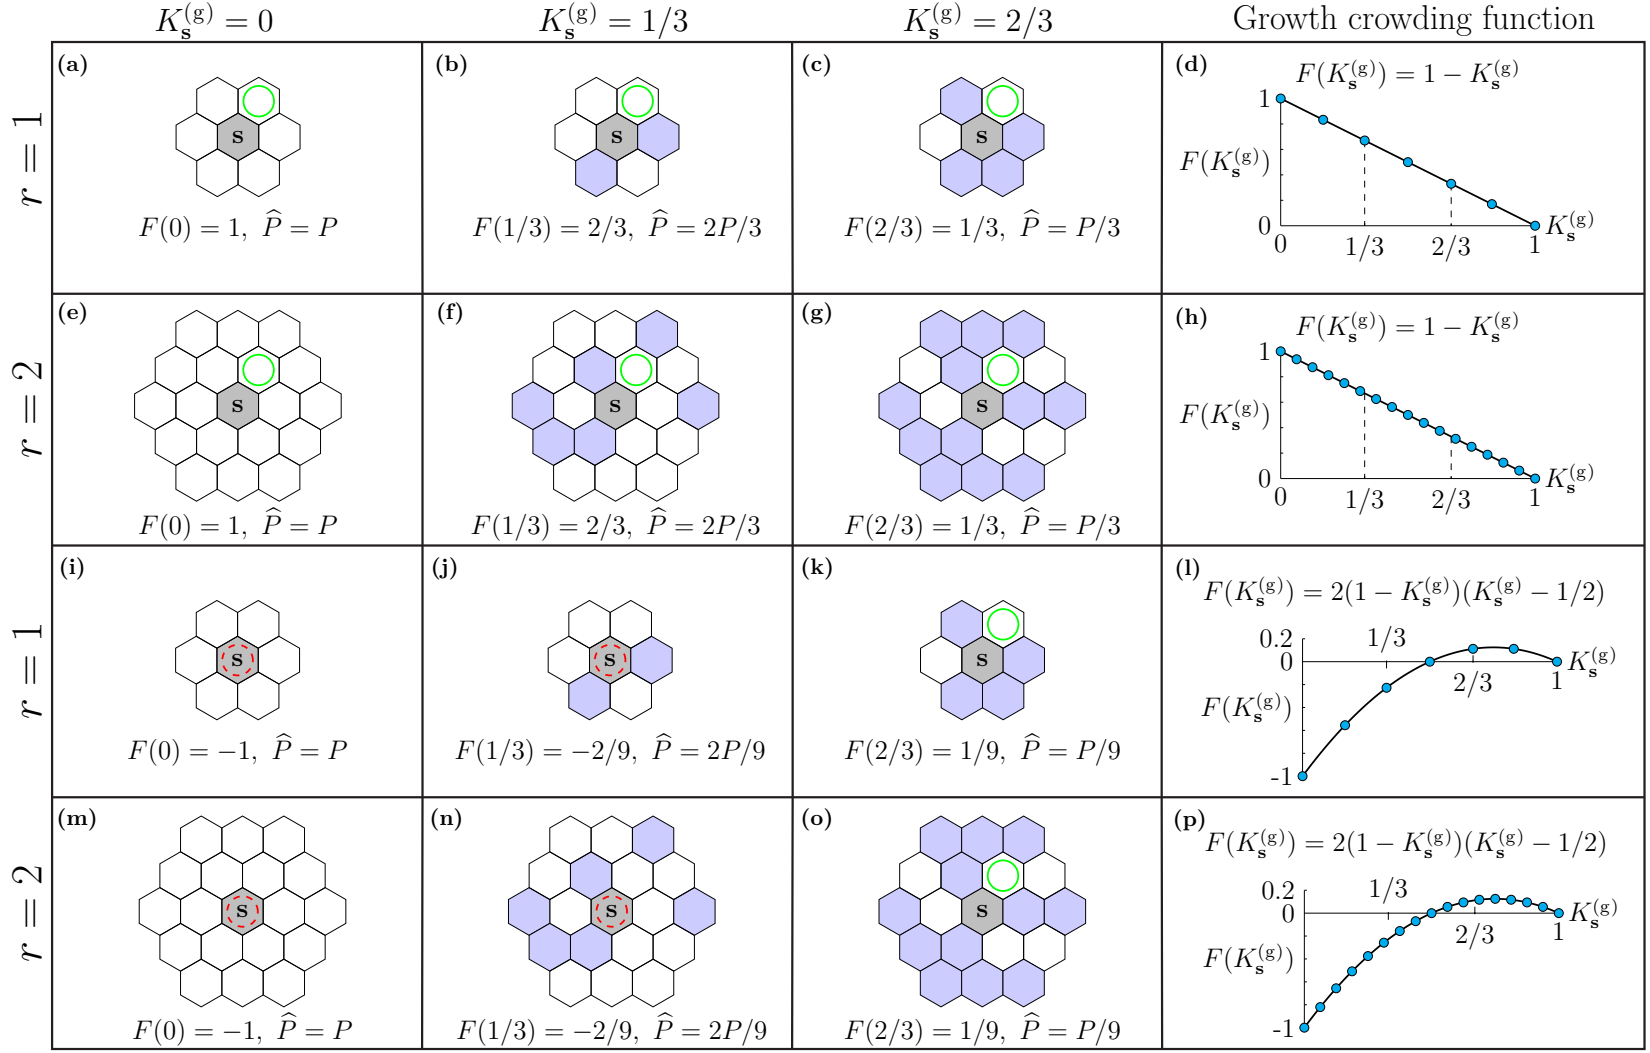 K_s^(g) = 0 K_s^(g) = 1/3 K_s^(g) = 2/3 Growth crowding function
r = 1
(a) s
F(0) = 1, P̂ = P
(b) s
F(1/3) = 2/3, P̂ = 2P/3
(c) s
F(2/3) = 1/3, P̂ = P/3
(d) F(K_s^(g)) = 1 − K_s^(g)
1
F(K_s^(g))
0 K_s^(g)
0 1/3 2/3 1
r = 2
(e) s
F(0) = 1, P̂ = P
(f) s
F(1/3) = 2/3, P̂ = 2P/3
(g) s
F(2/3) = 1/3, P̂ = P/3
(h) F(K_s^(g)) = 1 − K_s^(g)
1
F(K_s^(g))
0 K_s^(g)
0 1/3 2/3 1
r = 1
(i) s
F(0) = −1, P̂ = P
(j) s
F(1/3) = −2/9, P̂ = 2P/9
(k) s
F(2/3) = 1/9, P̂ = P/9
(l)
F(K_s^(g)) = 2(1 − K_s^(g))(K_s^(g) − 1/2)
0.2 1/3
0 K_s^(g)
2/3 1
F(K_s^(g))
-1
r = 2
(m) s
F(0) = −1, P̂ = P
(n) s
F(1/3) = −2/9, P̂ = 2P/9
(o) s
F(2/3) = 1/9, P̂ = P/9
(p)
F(K_s^(g)) = 2(1 − K_s^(g))(K_s^(g) − 1/2)
0.2 1/3
0 K_s^(g)
2/3 1
F(K_s^(g))
-1